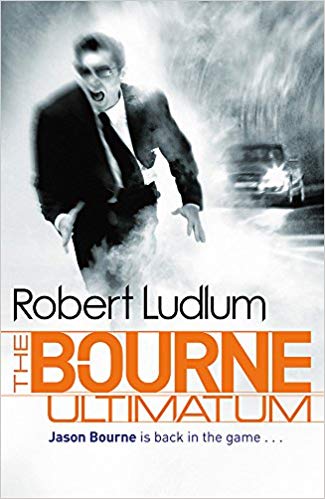 Robert Ludlum
THE
BOURNE
ULTIMATUM
Jason Bourne is back in the game . . .